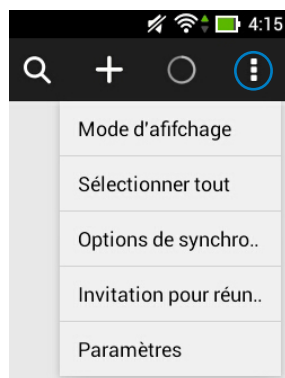 4:15
Mode d'afifchage
Sélectionner tout
Options de synchro..
Invitation pour réun..
Paramètres